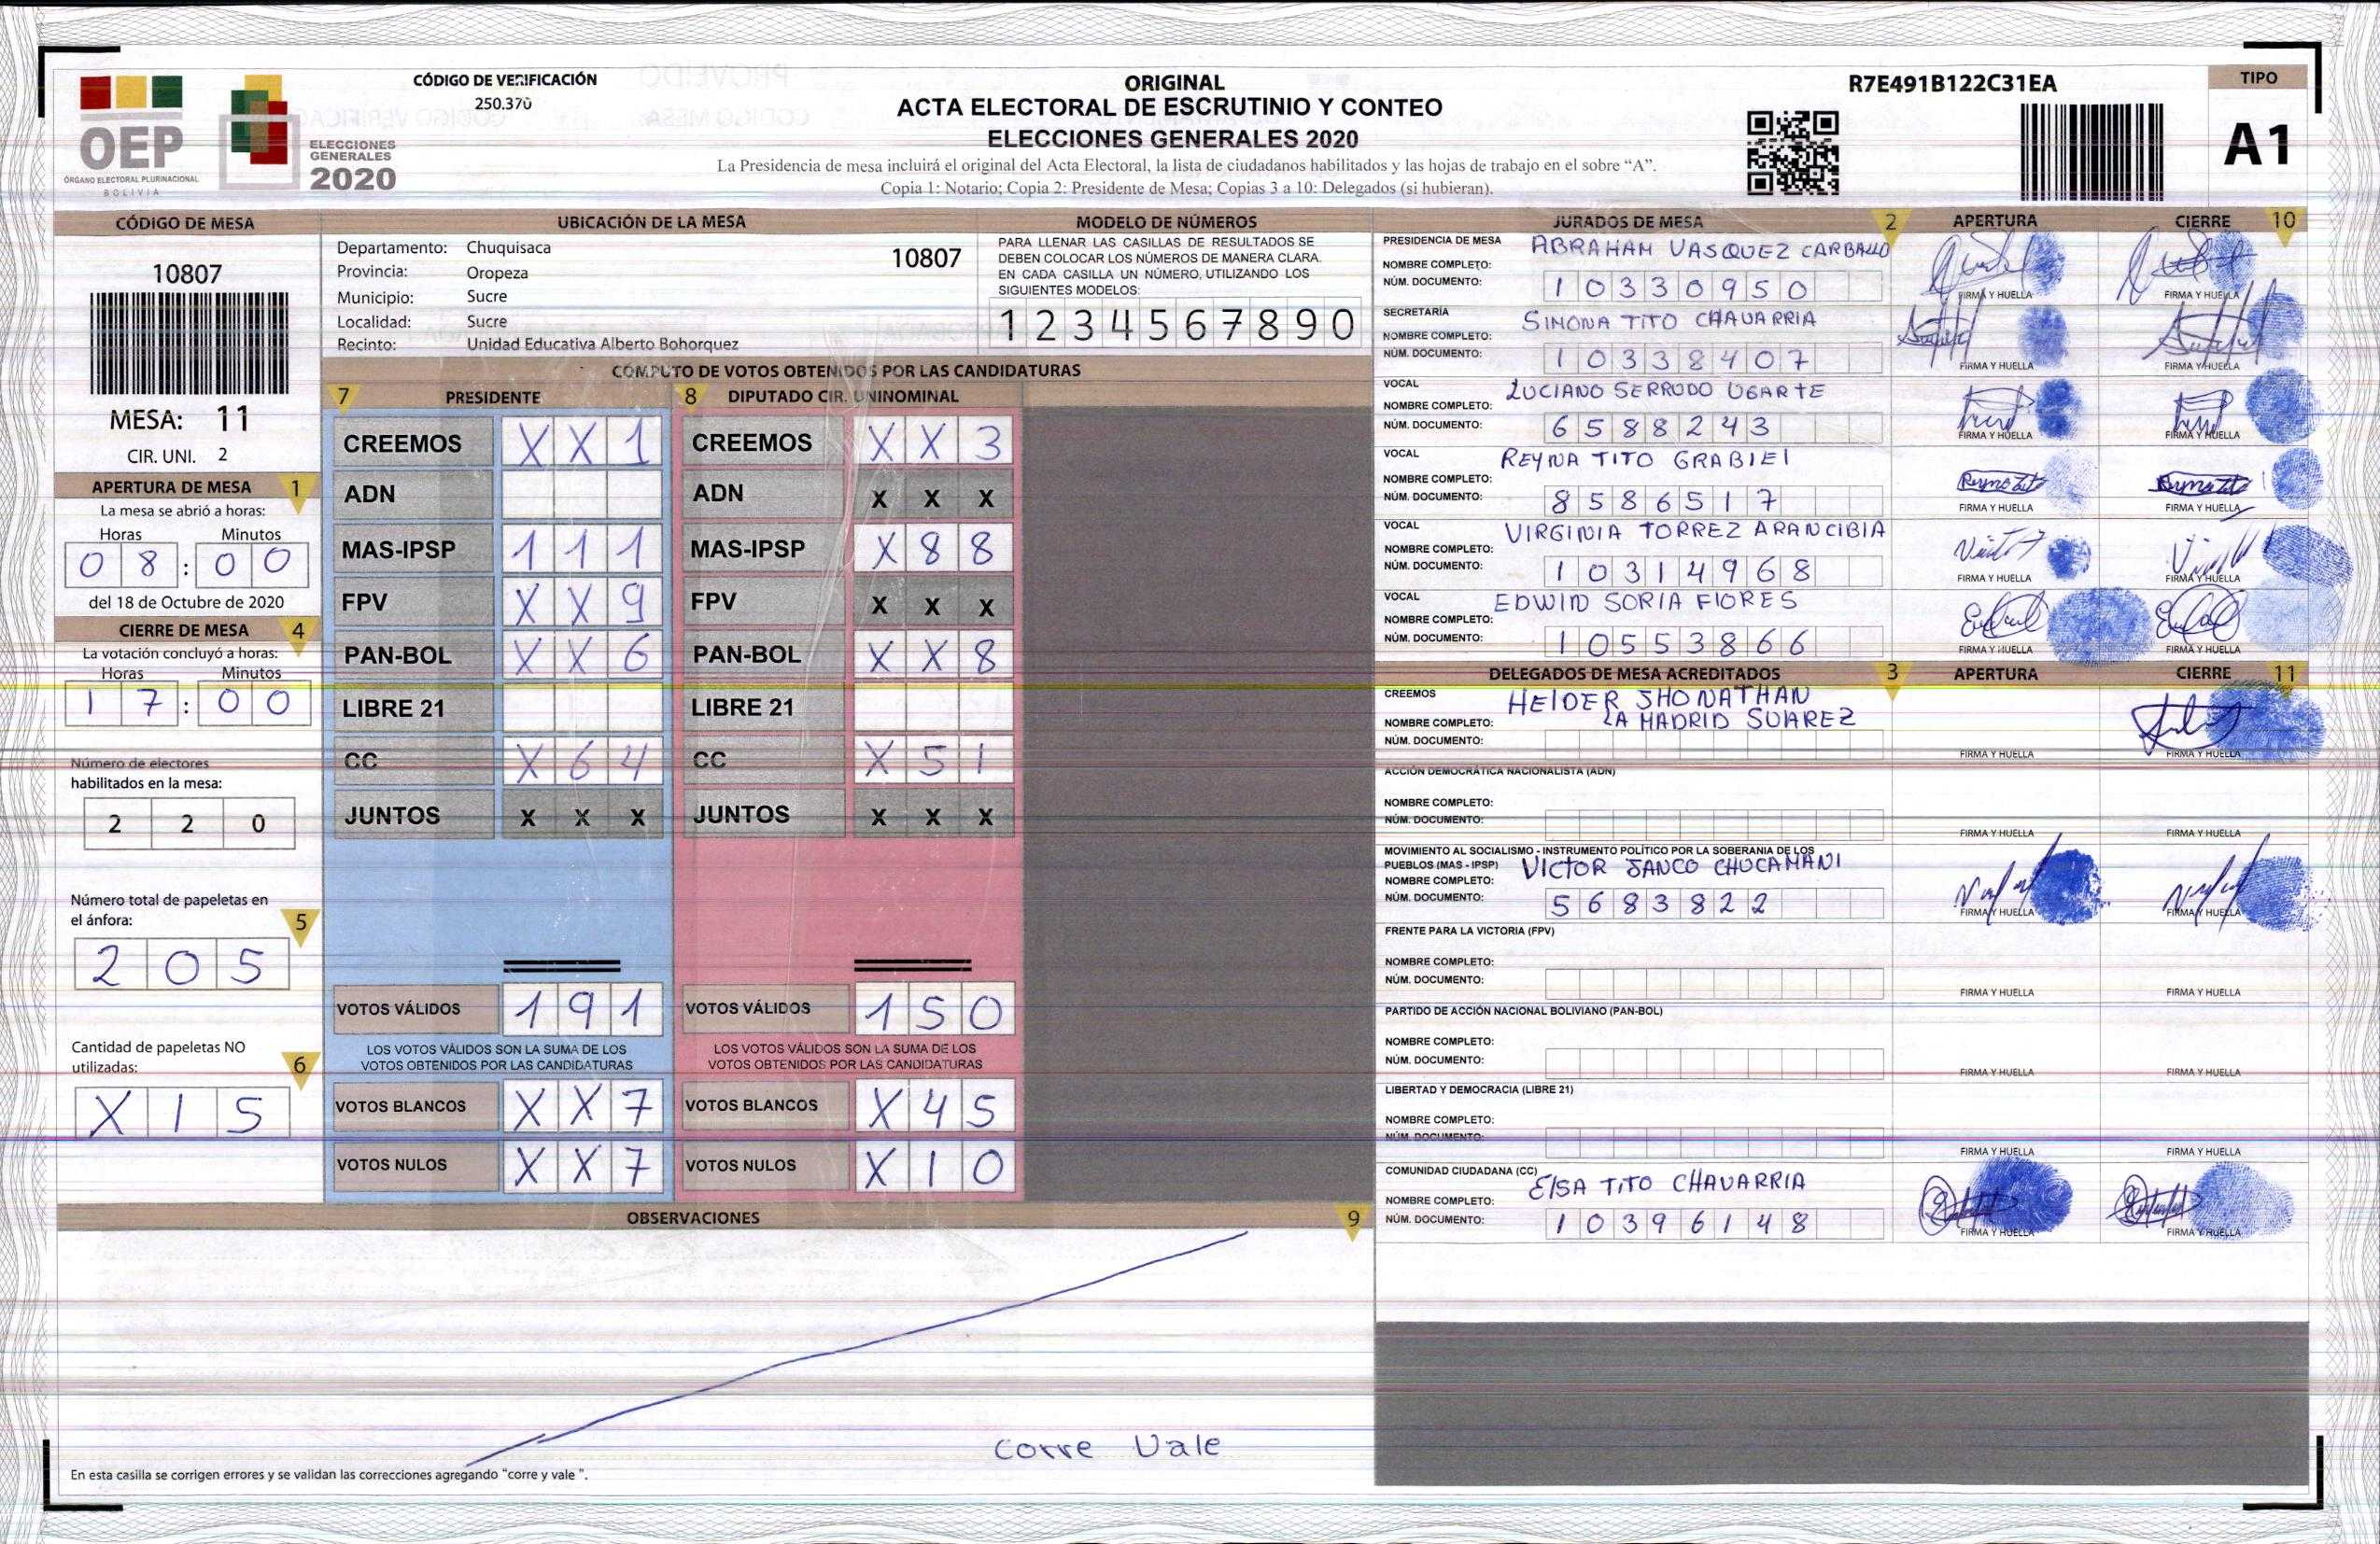 CÓDIGO DE VERIFICACIÓN
250.370
OEP
ÓRGANO ELECTORAL PLURINACIONAL
BOLIVIA
ELECCIONES
GENERALES
2020
ORIGINAL
ACTA ELECTORAL DE ESCRUTINIO Y CONTEO
ELECCIONES GENERALES 2020
La Presidencia de mesa incluirá el original del Acta Electoral, la lista de ciudadanos habilitados y las hojas de trabajo en el sobre “A”.
Copia 1: Notario; Copia 2: Presidente de Mesa; Copias 3 a 10: Delegados (si hubieran).
R7E491B122C31EA
TIPO
A1
CÓDIGO DE MESA
10807
MESA: 11
CIR. UNI. 2
APERTURA DE MESA 1
La mesa se abrió a horas:
Horas Minutos
0 8 : 0 0
del 18 de Octubre de 2020
CIERRE DE MESA 4
La votación concluyó a horas:
Horas Minutos
1 7 : 0 0
Número de electores
habilitados en la mesa:
2 2 0
Número total de papeletas en
el ánfora: 5
2 0 5
Cantidad de papeletas NO
utilizadas: 6
X 1 5
UBICACIÓN DE LA MESA
Departamento: Chuquisaca
10807
Provincia: Oropeza
Municipio: Sucre
Localidad: Sucre
Recinto: Unidad Educativa Alberto Bohorquez
MODELO DE NÚMEROS
PARA LLENAR LAS CASILLAS DE RESULTADOS SE
DEBEN COLOCAR LOS NÚMEROS DE MANERA CLARA.
EN CADA CASILLA UN NÚMERO, UTILIZANDO LOS
SIGUIENTES MODELOS:
1 2 3 4 5 6 7 8 9 0
COMPUTO DE VOTOS OBTENIDOS POR LAS CANDIDATURAS
7 PRESIDENTE 8 DIPUTADO CIR. UNINOMINAL
CREEMOS X X 1 CREEMOS X X 3
ADN ADN X X X
MAS-IPSP 1 1 1 MAS-IPSP X 8 8
FPV X X 9 FPV X X X
PAN-BOL X X 6 PAN-BOL X X 8
LIBRE 21 LIBRE 21
CC X 6 4 CC X 5 1
JUNTOS X X X JUNTOS X X X
VOTOS VÁLIDOS 1 9 1 VOTOS VÁLIDOS 1 5 0
LOS VOTOS VÁLIDOS SON LA SUMA DE LOS LOS VOTOS VÁLIDOS SON LA SUMA DE LOS
VOTOS OBTENIDOS POR LAS CANDIDATURAS VOTOS OBTENIDOS POR LAS CANDIDATURAS
VOTOS BLANCOS X X 7 VOTOS BLANCOS X 4 5
VOTOS NULOS X X 7 VOTOS NULOS X 1 0
OBSERVACIONES 9
Corre Vale
En esta casilla se corrigen errores y se validan las correcciones agregando “corre y vale ”.
JURADOS DE MESA 2 APERTURA CIERRE 10
PRESIDENCIA DE MESA ABRAHAM VASQUEZ CARBALLO
NOMBRE COMPLETO:
NÚM. DOCUMENTO: 1 0 3 3 0 9 5 0
FIRMA Y HUELLA FIRMA Y HUELLA
SECRETARÍA SIMONA TITO CHAVARRIA
NOMBRE COMPLETO:
NÚM. DOCUMENTO: 1 0 3 3 8 4 0 7
FIRMA Y HUELLA FIRMA Y HUELLA
VOCAL LUCIANO SERRUDO UGARTE
NOMBRE COMPLETO:
NÚM. DOCUMENTO: 6 5 8 8 2 4 3
FIRMA Y HUELLA FIRMA Y HUELLA
VOCAL REYNA TITO GRABIEl
NOMBRE COMPLETO:
NÚM. DOCUMENTO: 8 5 8 6 5 1 7
FIRMA Y HUELLA FIRMA Y HUELLA
VOCAL VIRGINIA TORREZ ARANCIBIA
NOMBRE COMPLETO:
NÚM. DOCUMENTO: 1 0 3 1 4 9 6 8
FIRMA Y HUELLA FIRMA Y HUELLA
VOCAL EDWIN SORIA FlORES
NOMBRE COMPLETO:
NÚM. DOCUMENTO: 1 0 5 5 3 8 6 6
FIRMA Y HUELLA FIRMA Y HUELLA
DELEGADOS DE MESA ACREDITADOS 3 APERTURA CIERRE 11
CREEMOS HEIDER JHONATHAN
NOMBRE COMPLETO: LA MADRID SUAREZ
NÚM. DOCUMENTO:
FIRMA Y HUELLA FIRMA Y HUELLA
ACCIÓN DEMOCRÁTICA NACIONALISTA (ADN)
NOMBRE COMPLETO:
NÚM. DOCUMENTO:
FIRMA Y HUELLA FIRMA Y HUELLA
MOVIMIENTO AL SOCIALISMO - INSTRUMENTO POLÍTICO POR LA SOBERANIA DE LOS
PUEBLOS (MAS - IPSP) VICTOR JANCO CHOCAMANI
NOMBRE COMPLETO:
NÚM. DOCUMENTO: 5 6 8 3 8 2 2
FIRMA Y HUELLA FIRMA Y HUELLA
FRENTE PARA LA VICTORIA (FPV)
NOMBRE COMPLETO:
NÚM. DOCUMENTO:
FIRMA Y HUELLA FIRMA Y HUELLA
PARTIDO DE ACCIÓN NACIONAL BOLIVIANO (PAN-BOL)
NOMBRE COMPLETO:
NÚM. DOCUMENTO:
FIRMA Y HUELLA FIRMA Y HUELLA
LIBERTAD Y DEMOCRACIA (LIBRE 21)
NOMBRE COMPLETO:
NÚM. DOCUMENTO:
FIRMA Y HUELLA FIRMA Y HUELLA
COMUNIDAD CIUDADANA (CC) ElSA TITO CHAVARRIA
NOMBRE COMPLETO:
NÚM. DOCUMENTO: 1 0 3 9 6 1 4 8
FIRMA Y HUELLA FIRMA Y HUELLA